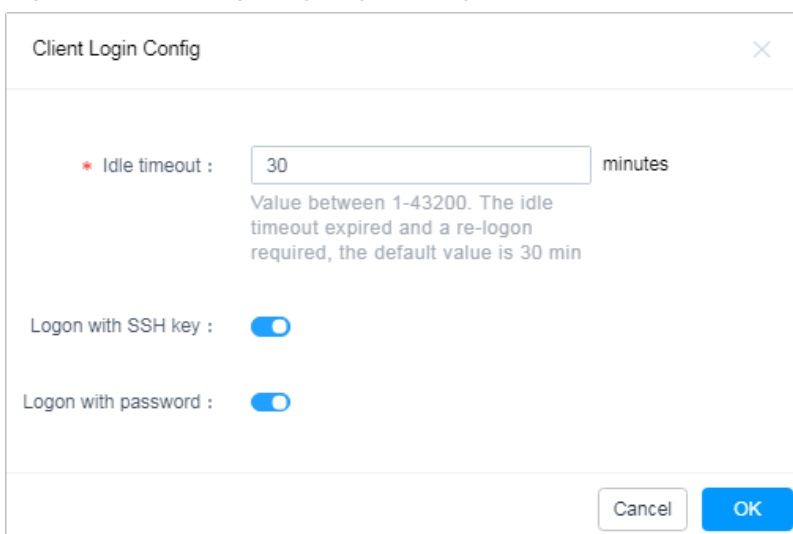 Client Login Config
* Idle timeout : 30 minutes
Value between 1-43200. The idle
timeout expired and a re-logon
required, the default value is 30 min
Logon with SSH key :
Logon with password :
Cancel OK